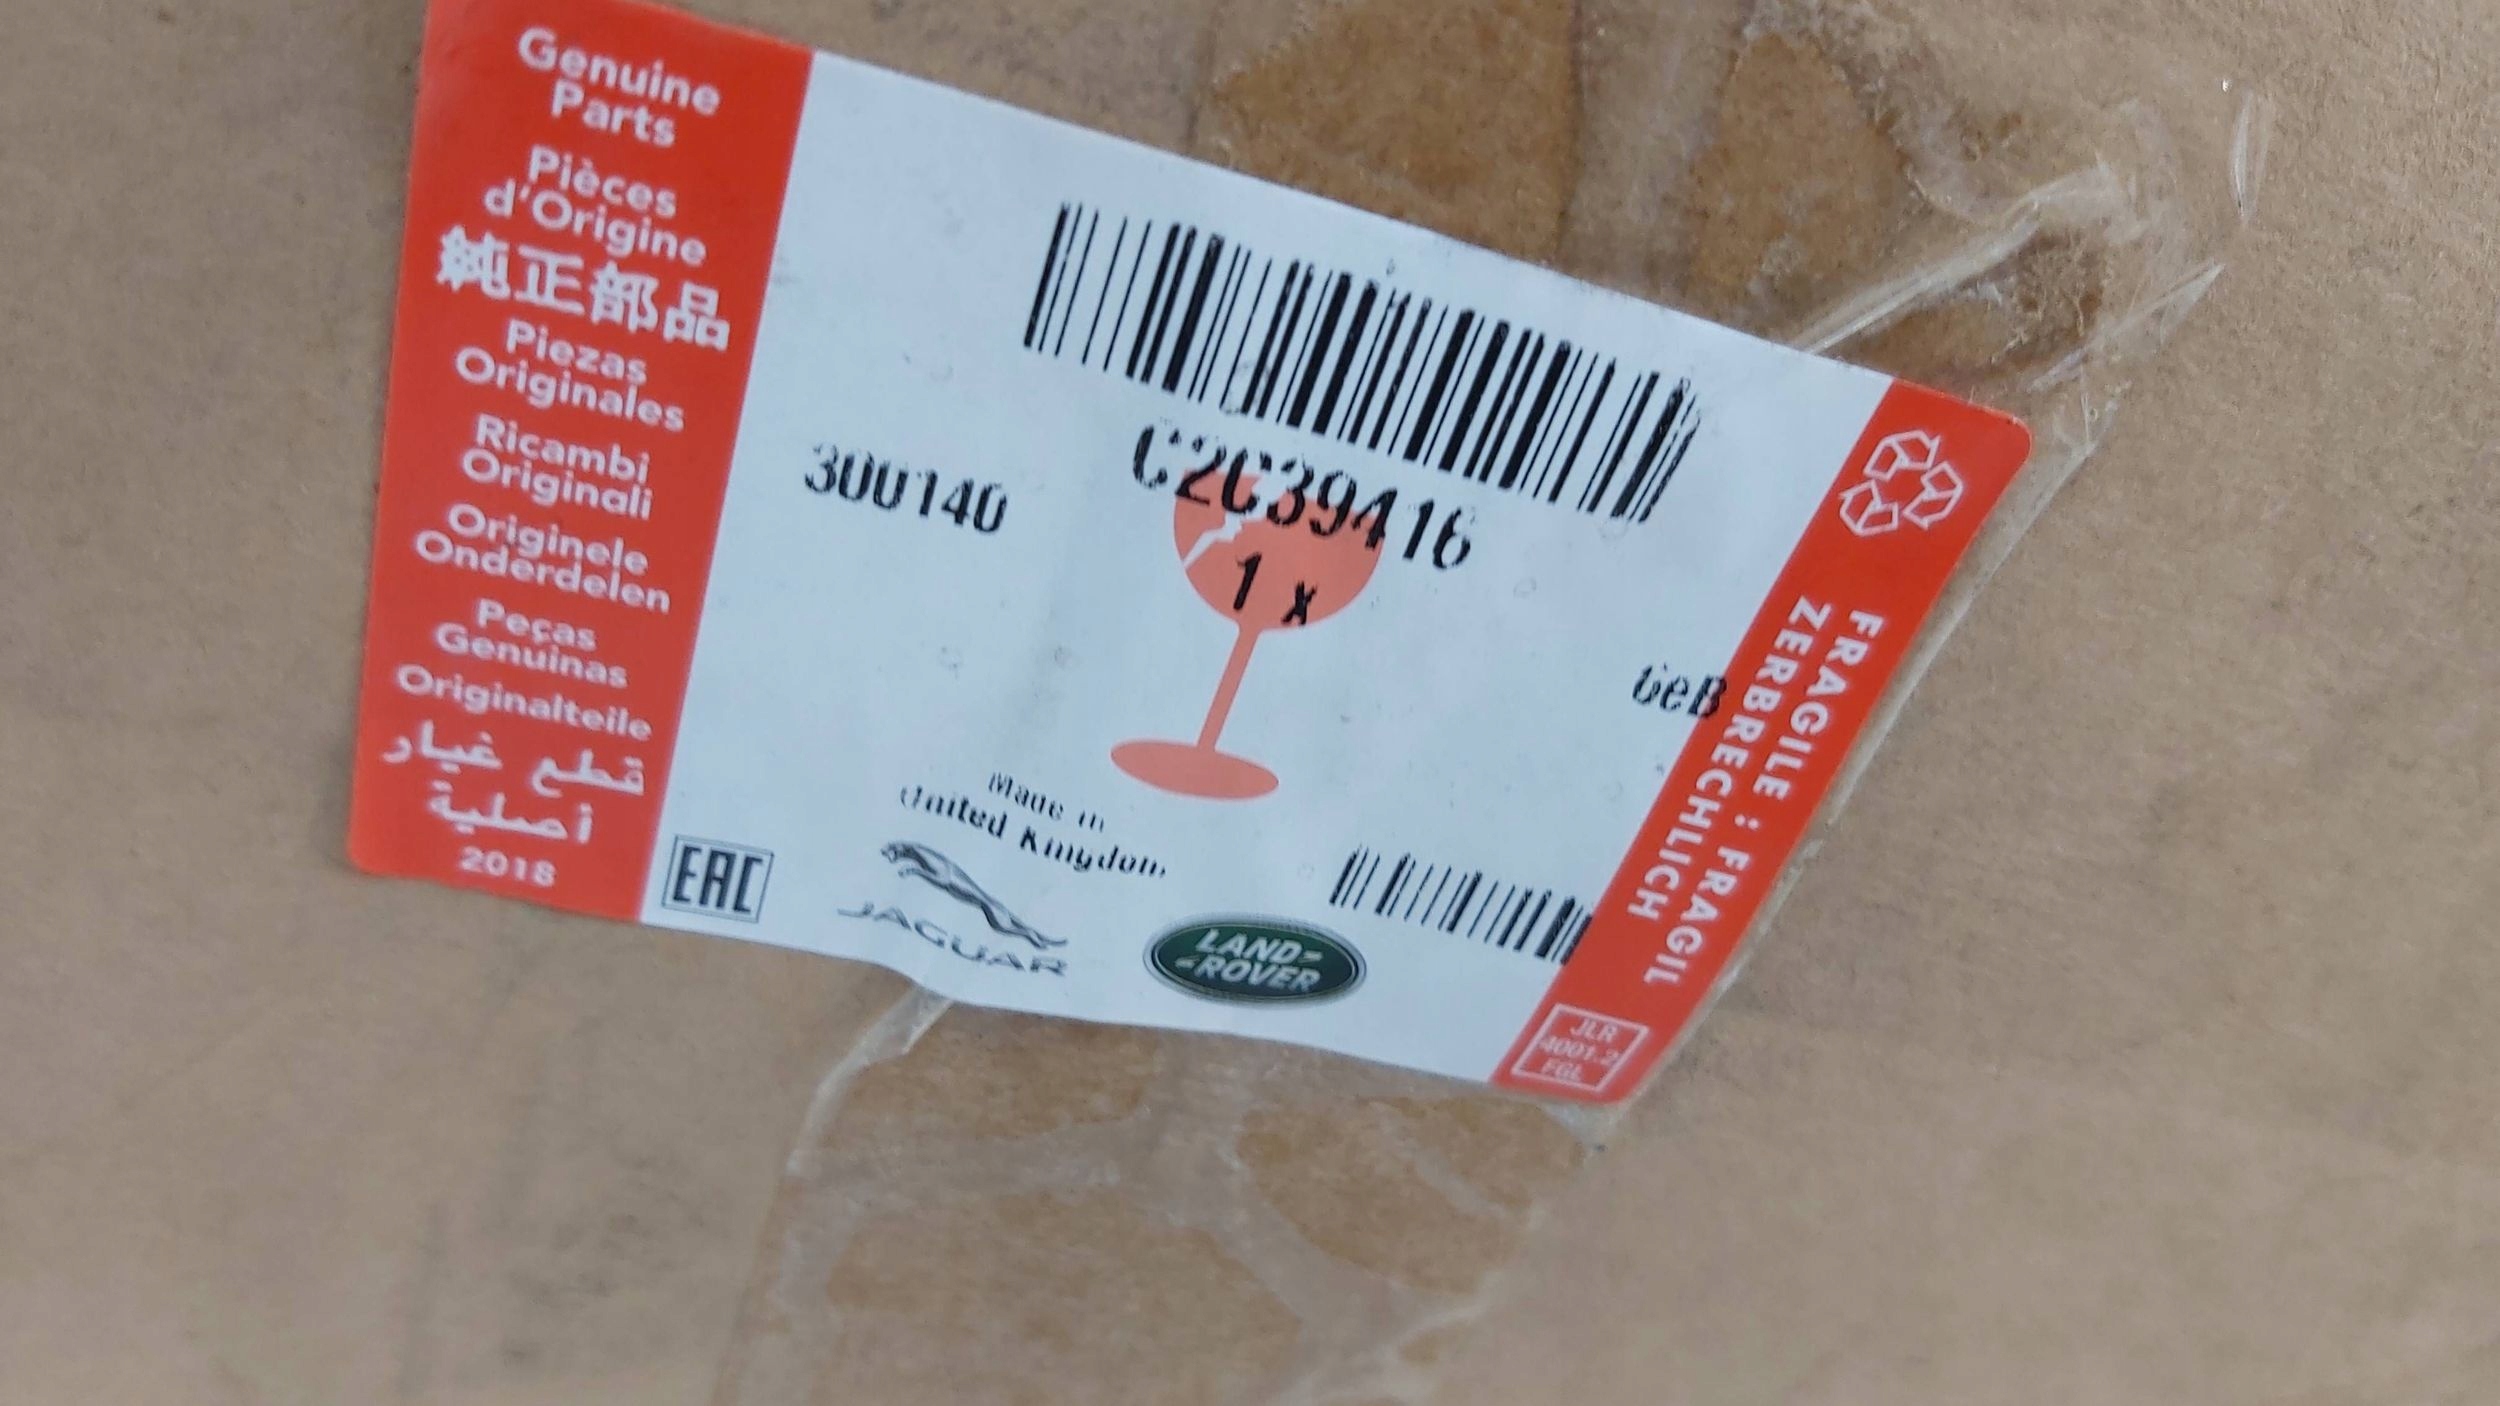 Genuine
Parts
Pièces
d'Origine
純正部品
Piezas
Originales
Ricambi
Originali
Originele
Onderdelen
Peças
Genuinas
Originalteile
قطع غيار
أصلية
2018
300140
C2C39416
1 x
GeB
Made in
United Kingdom
EAC
JAGUAR
LAND
ROVER
FRAGILE : FRAGIL
ZERBRECHLICH
JLR
4001.2
FGL